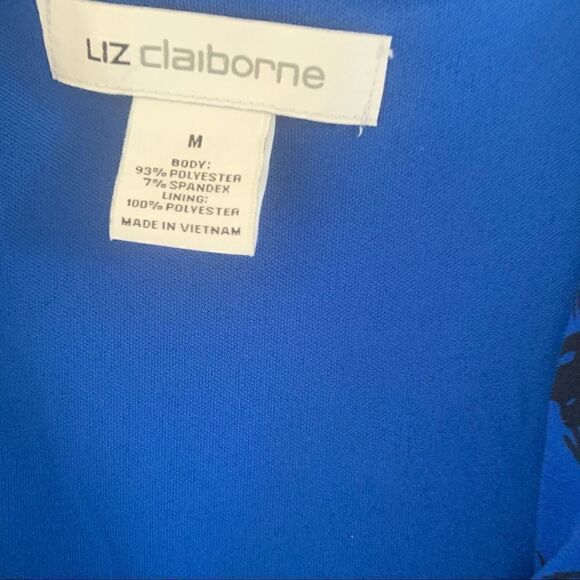 LIZ claiborne
M
BODY:
93% POLYESTER
7% SPANDEX
LINING:
100% POLYESTER
MADE IN VIETNAM